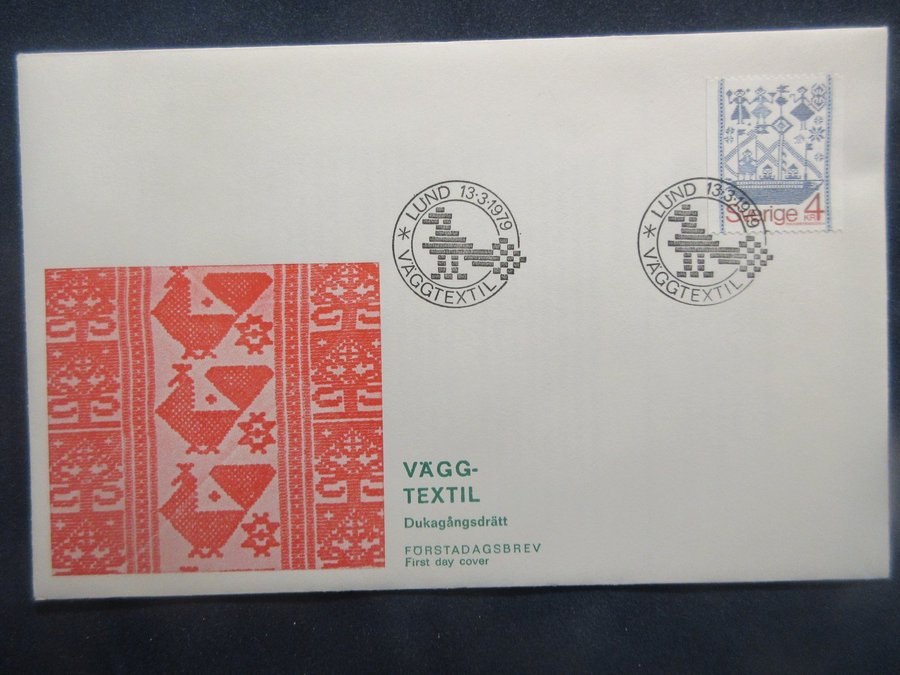 Sverige 4
KR
LUND 13·3·1979
* VÄGGTEXTIL
LUND 13·3·1979
* VÄGGTEXTIL
VÄGG-
TEXTIL
Dukagångsdrätt
FÖRSTADAGSBREV
First day cover